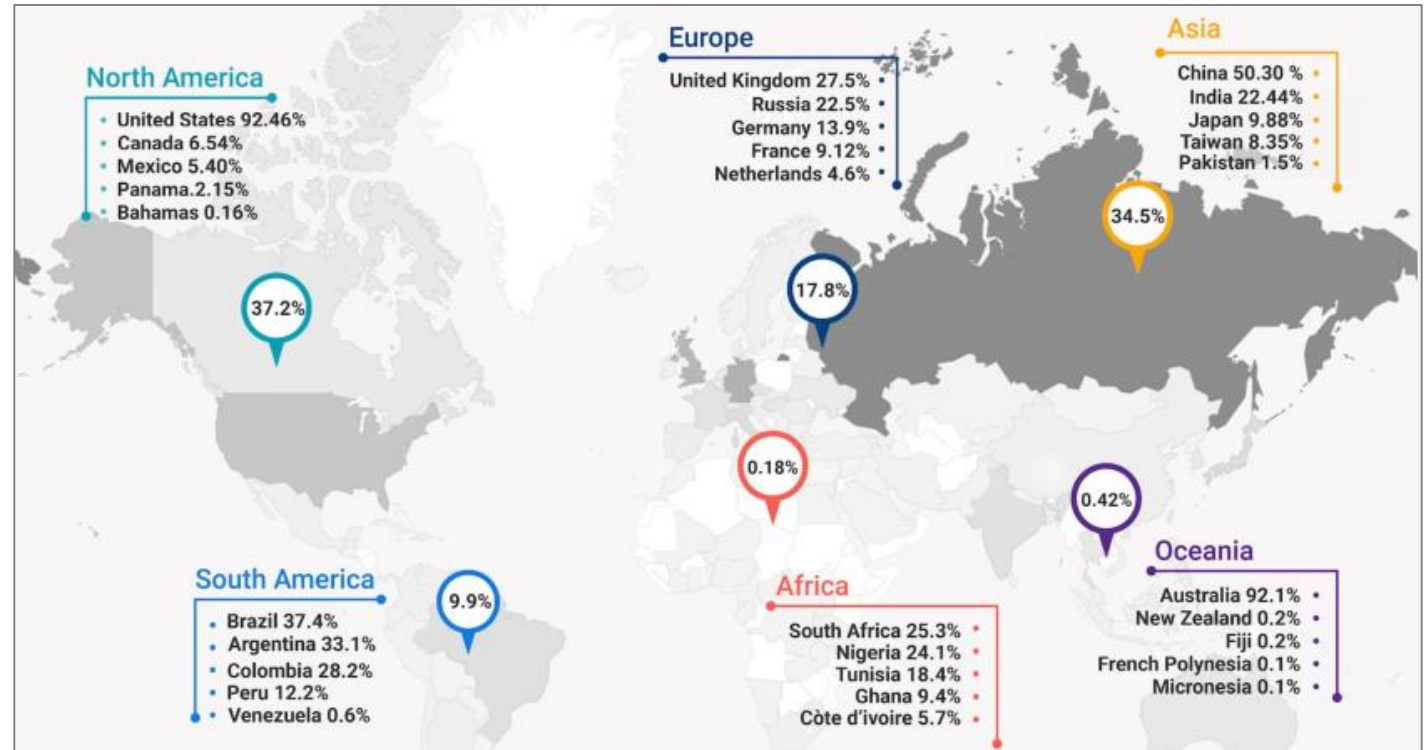 North America
United States 92.46%
Canada 6.54%
Mexico 5.40%
Panama.2.15%
Bahamas 0.16%
37.2%
Europe
United Kingdom 27.5%
Russia 22.5%
Germany 13.9%
France 9.12%
Netherlands 4.6%
17.8%
Asia
China 50.30 %
India 22.44%
Japan 9.88%
Taiwan 8.35%
Pakistan 1.5%
34.5%
South America
Brazil 37.4%
Argentina 33.1%
Colombia 28.2%
Peru 12.2%
Venezuela 0.6%
9.9%
0.18%
Africa
South Africa 25.3%
Nigeria 24.1%
Tunisia 18.4%
Ghana 9.4%
Còte d'ivoire 5.7%
0.42%
Oceania
Australia 92.1%
New Zealand 0.2%
Fiji 0.2%
French Polynesia 0.1%
Micronesia 0.1%